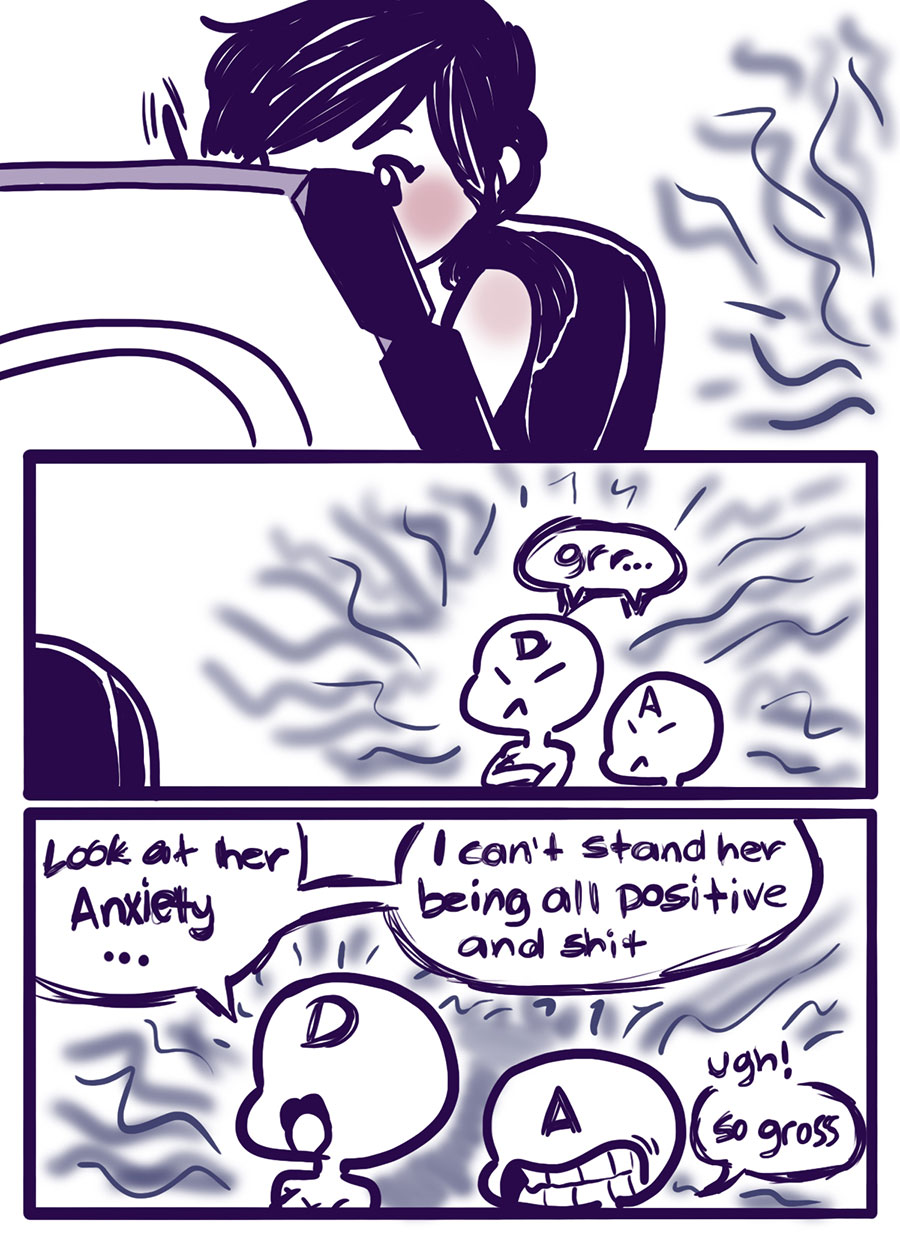 grr...
D
A
Look at her
Anxiety
...
I can't stand her
being all positive
and shit
D
A
ugh!
so gross